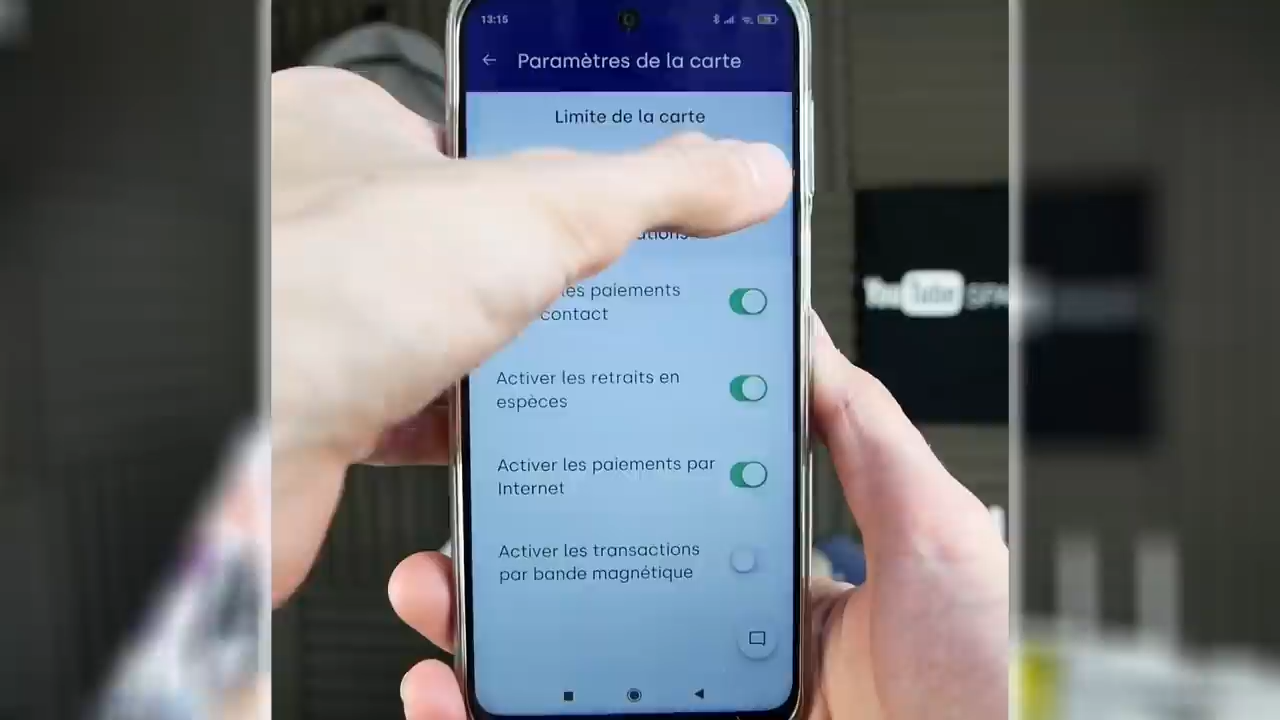 13:15
Paramètres de la carte
Limite de la carte
les paiements
contact
Activer les retraits en
espèces
Activer les paiements par
Internet
Activer les transactions
par bande magnétique
YouTube